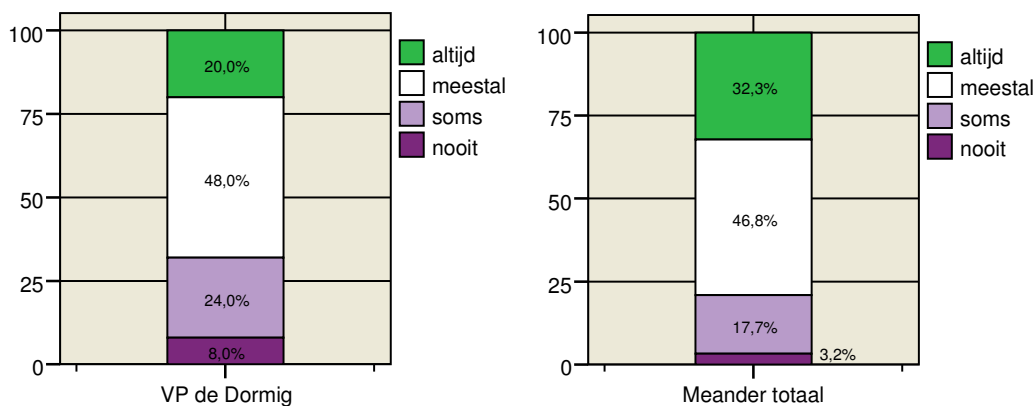 100
75
50
25
0
20,0%
48,0%
24,0%
8,0%
altijd
meestal
soms
nooit
VP de Dormig
100
75
50
25
0
32,3%
46,8%
17,7%
3,2%
altijd
meestal
soms
nooit
Meander totaal